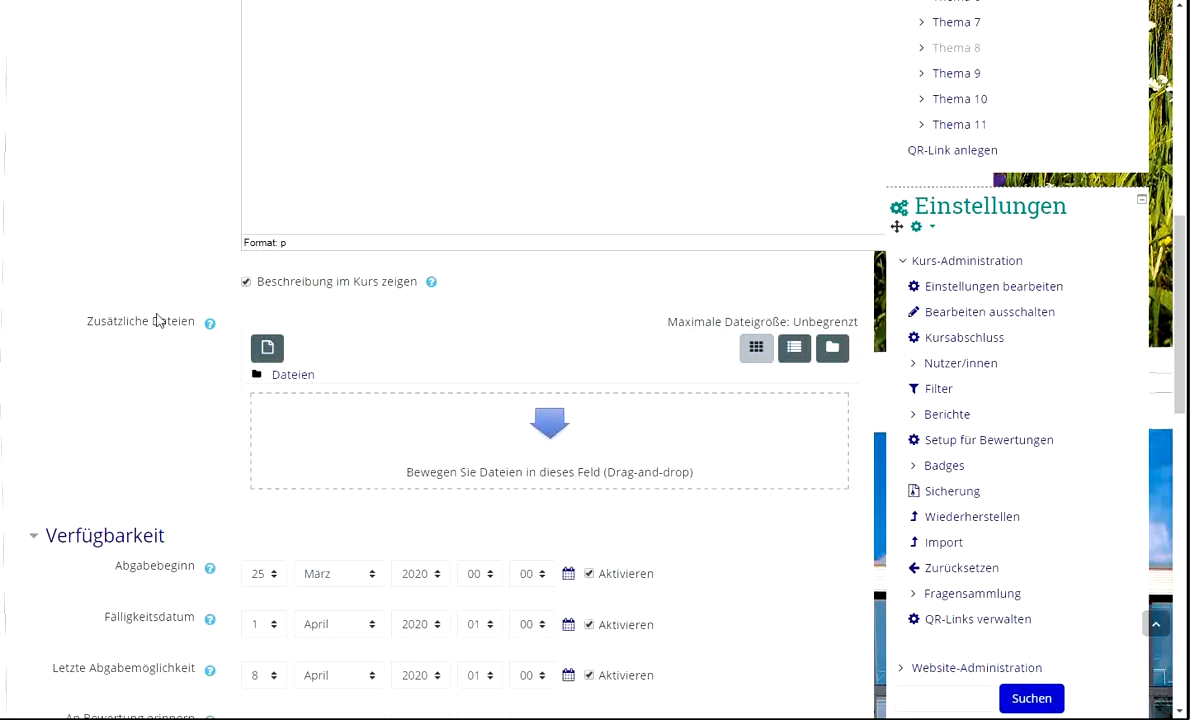 Thema 7
Thema 8
Thema 9
Thema 10
Thema 11
QR-Link anlegen
Format: p
Beschreibung im Kurs zeigen
Zusätzliche Dateien
Maximale Dateigröße: Unbegrenzt
Dateien
Bewegen Sie Dateien in dieses Feld (Drag-and-drop)
Verfügbarkeit
Abgabebeginn
25 März 2020 00 00 Aktivieren
Fälligkeitsdatum
1 April 2020 01 00 Aktivieren
Letzte Abgabemöglichkeit
8 April 2020 01 00 Aktivieren
An Bewertung erinnern
Einstellungen
Kurs-Administration
Einstellungen bearbeiten
Bearbeiten ausschalten
Kursabschluss
Nutzer/innen
Filter
Berichte
Setup für Bewertungen
Badges
Sicherung
Wiederherstellen
Import
Zurücksetzen
Fragensammlung
QR-Links verwalten
Website-Administration
Suchen